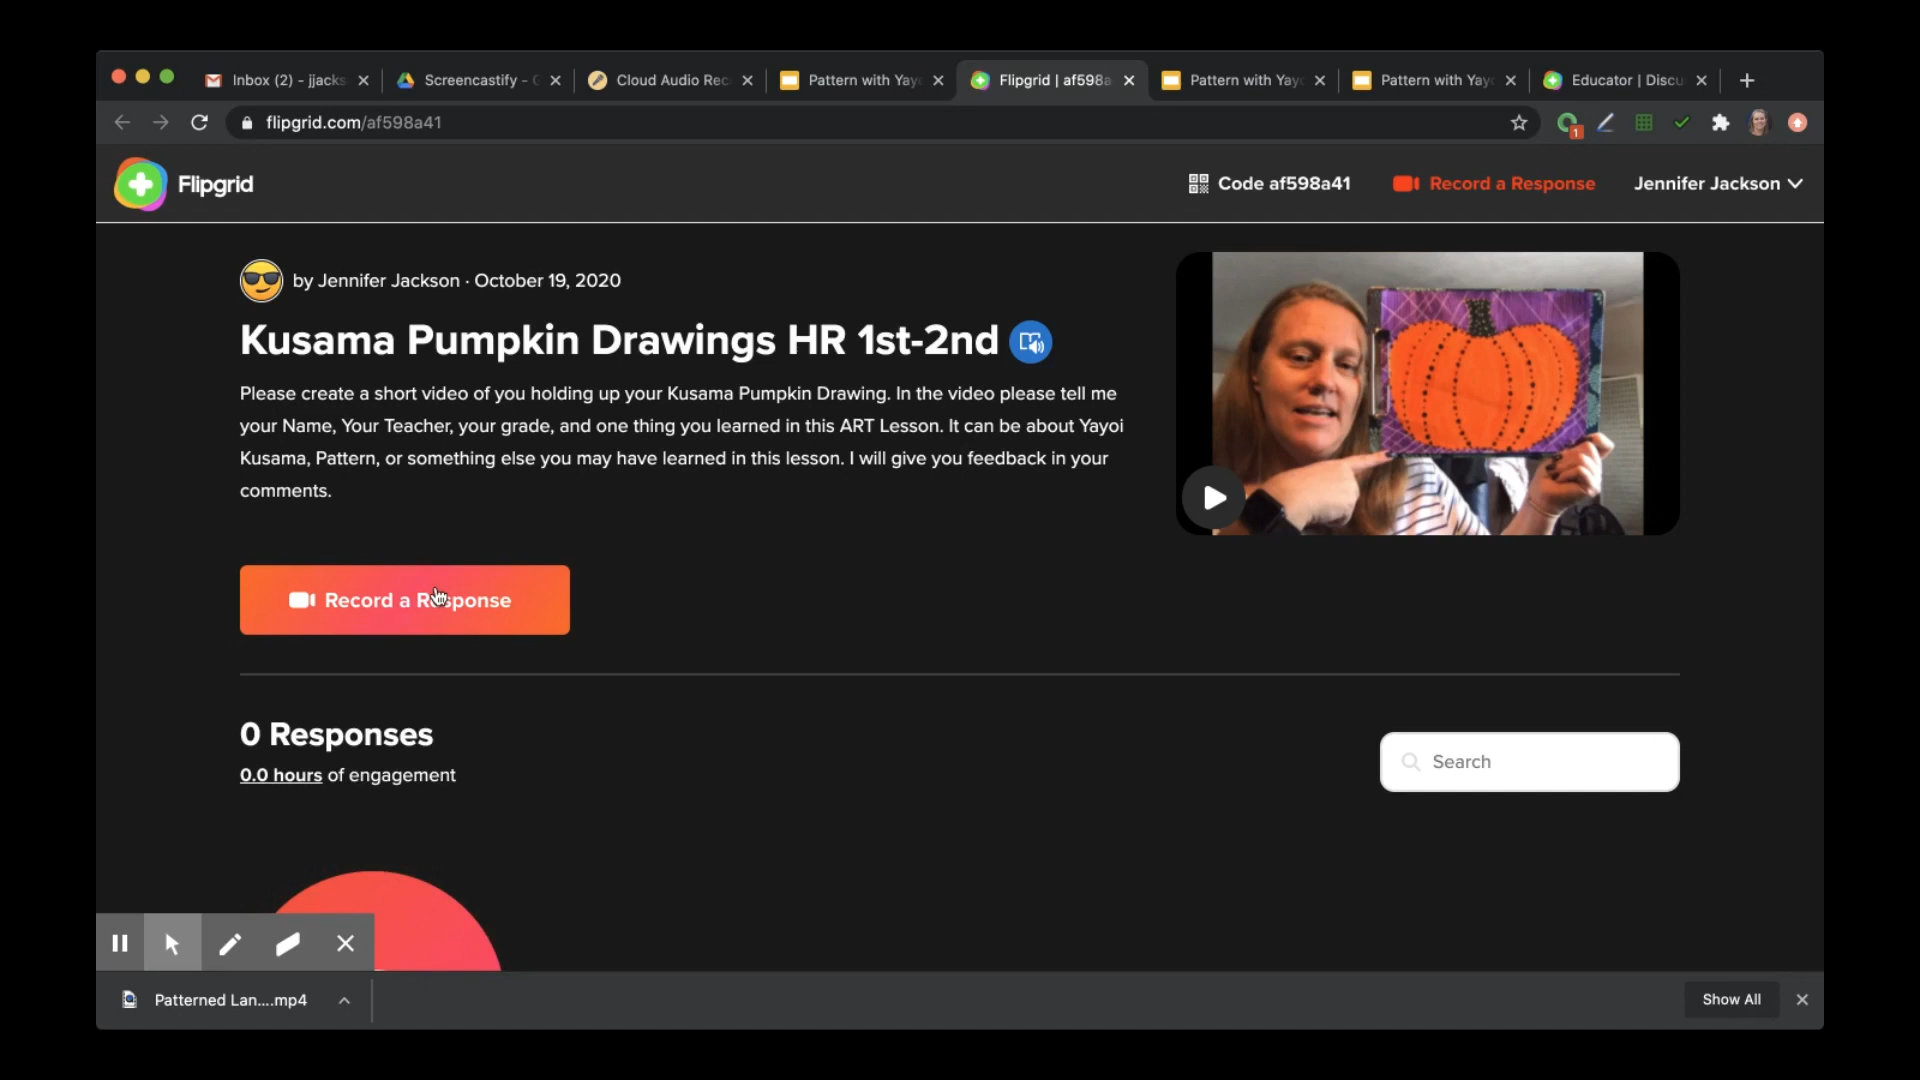 Inbox (2) - jjacks
Screencastify -
Cloud Audio Rec
Pattern with Yay
Flipgrid | af598a
Pattern with Yay
Pattern with Yay
Educator | Discu
flipgrid.com/af598a41
1
Flipgrid
Code af598a41
Record a Response
Jennifer Jackson
by Jennifer Jackson · October 19, 2020
Kusama Pumpkin Drawings HR 1st-2nd
Please create a short video of you holding up your Kusama Pumpkin Drawing. In the video please tell me
your Name, Your Teacher, your grade, and one thing you learned in this ART Lesson. It can be about Yayoi
Kusama, Pattern, or something else you may have learned in this lesson. I will give you feedback in your
comments.
Record a Response
0 Responses
0.0 hours of engagement
Search
Patterned Lan....mp4
Show All